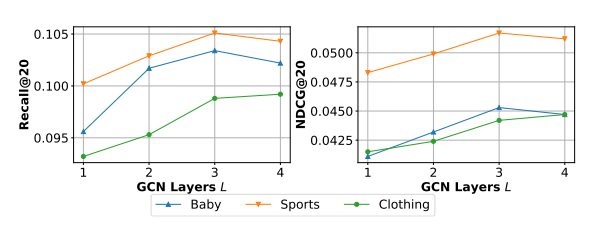 Recall@20
0.105
0.100
0.095
1 2 3 4
GCN Layers L
NDCG@20
0.0500
0.0475
0.0450
0.0425
1 2 3 4
GCN Layers L
Baby Sports Clothing